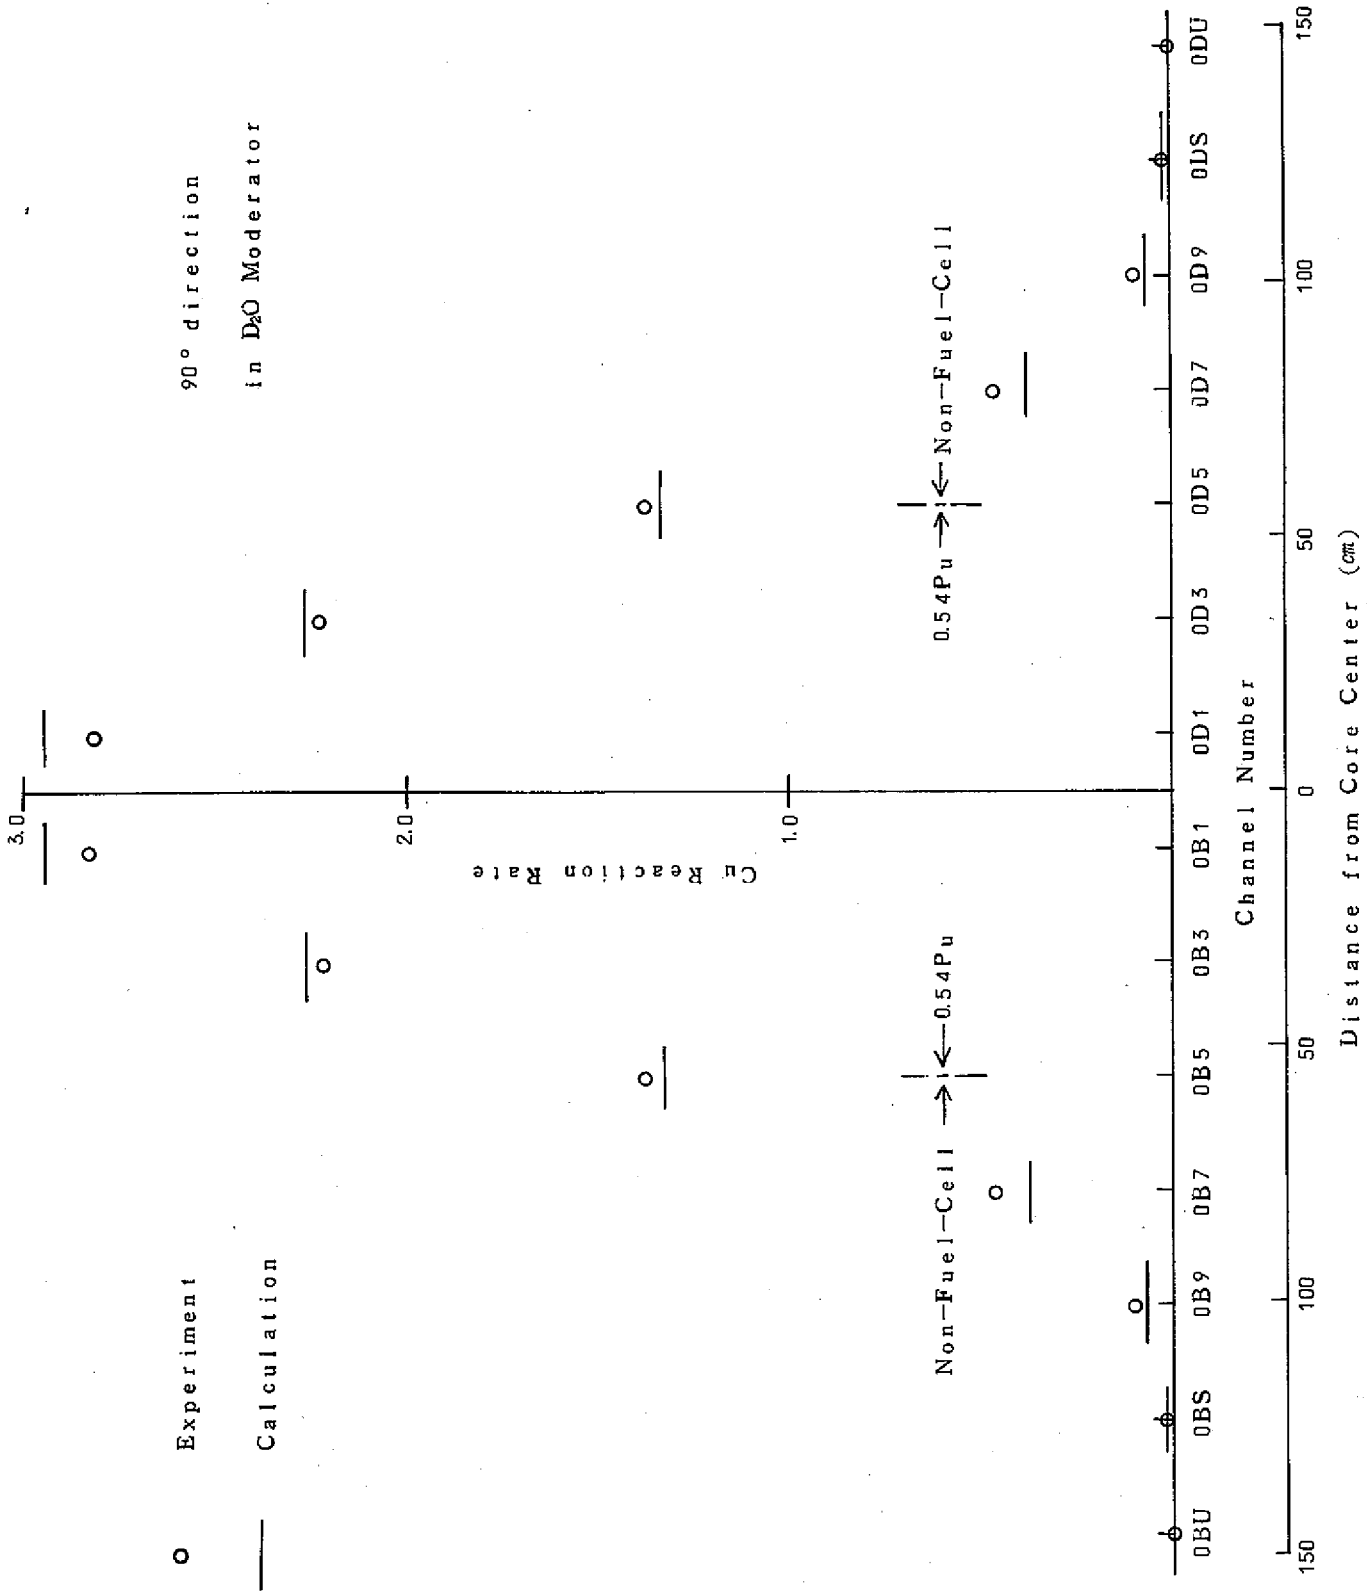 90° direction
in D₂O Moderator
Experiment
Calculation
3.0
2.0
1.0
Cu Reaction Rate
Non-Fuel-Cell
0.54Pu
0.54Pu
Non-Fuel-Cell
0BU 0BS 0B9 0B7 0B5 0B3 0B1 0D1 0D3 0D5 0D7 0D9 0DS 0DU
Channel Number
150 100 50 0 50 100 150
Distance from Core Center (cm)